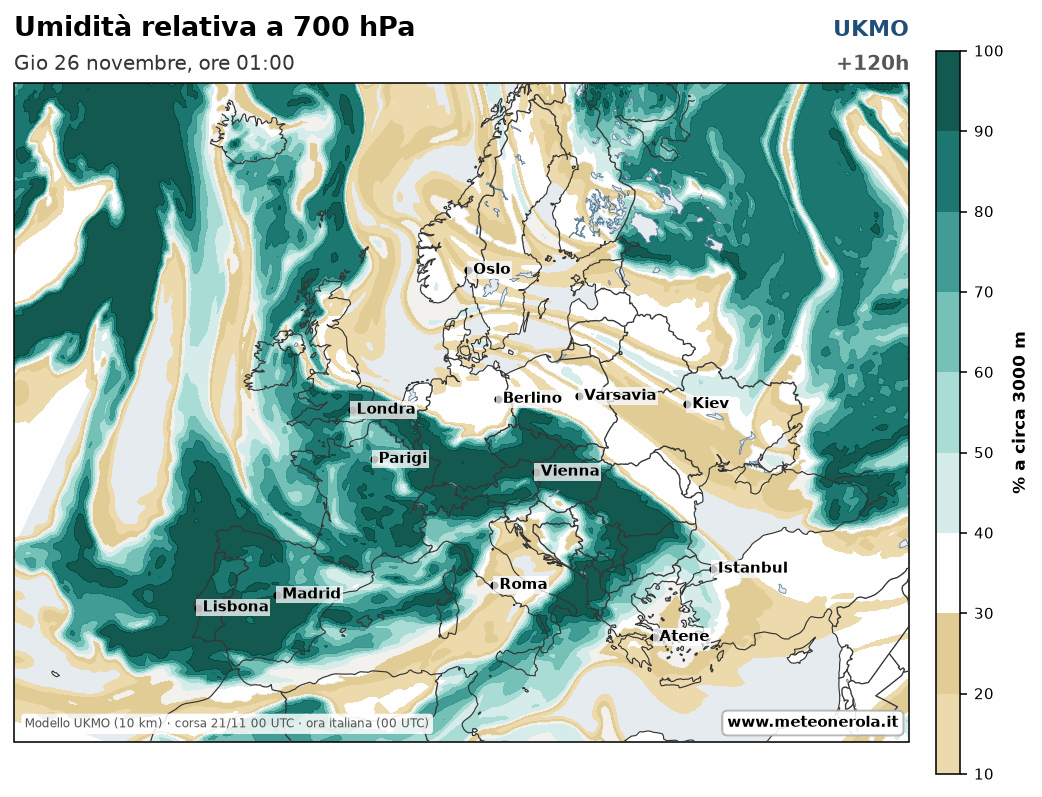 Umidità relativa a 700 hPa
UKMO
Gio 26 novembre, ore 01:00
+120h
Oslo
Berlino
Varsavia
Kiev
Londra
Parigi
Vienna
Istanbul
Roma
Madrid
Lisbona
Atene
Modello UKMO (10 km) · corsa 21/11 00 UTC · ora italiana (00 UTC)
www.meteonerola.it
100
90
80
70
60
50
40
30
20
10
% a circa 3000 m